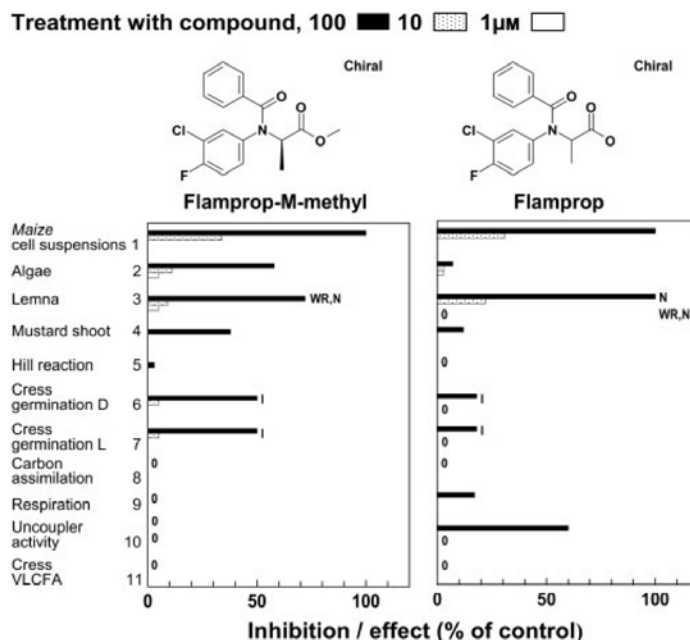 Treatment with compound, 100 10 1µM
Chiral Chiral
O O
N O N O
Cl O Cl O
F F
Flamprop-M-methyl Flamprop
Maize
cell suspensions 1
Algae 2
Lemna 3 WR,N N
0 WR,N
Mustard shoot 4
Hill reaction 5 0
Cress
germination D 6 I I
0
Cress
germination L 7 I I
0
Carbon
assimilation 8 0 0
Respiration 9 0
Uncoupler 0
activity 10 0 0
Cress
VLCFA 11 0 0
0 50 100 0 50 100
Inhibition / effect (% of control)